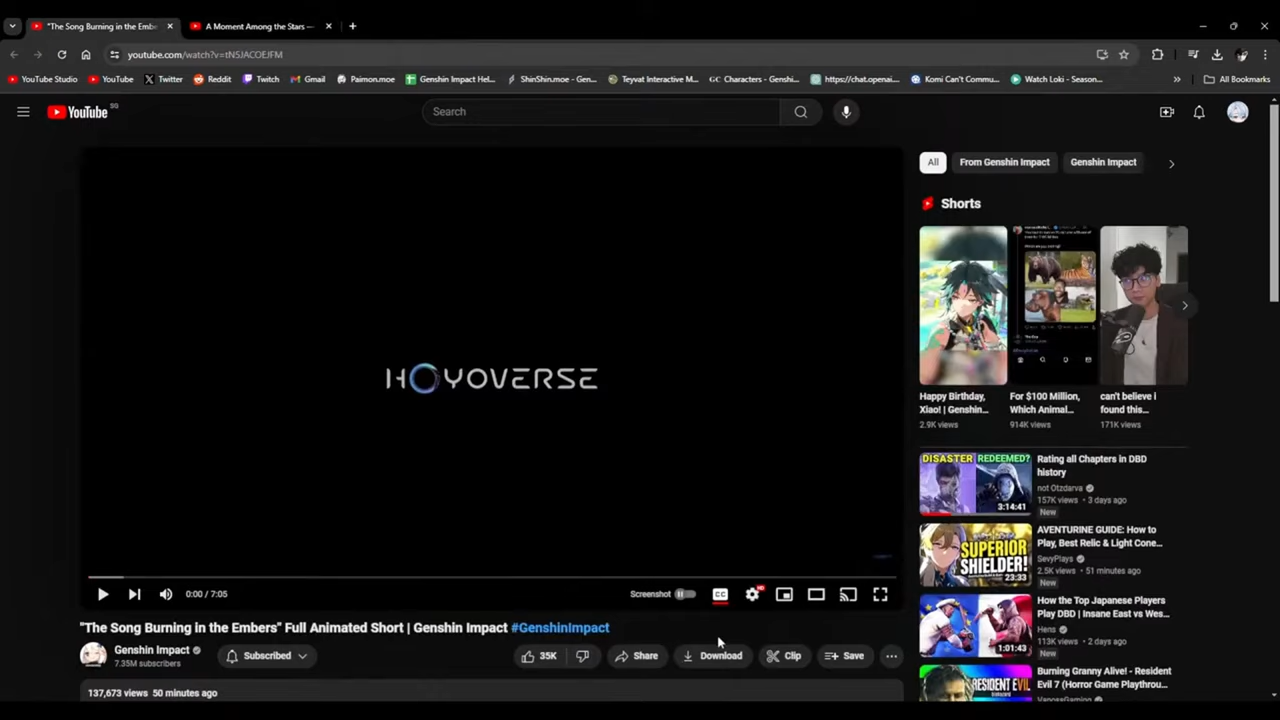 "The Song Burning in the Embe
A Moment Among the Stars —
youtube.com/watch?v=tN5JACOEJFM
YouTube Studio
YouTube
Twitter
Reddit
Twitch
Gmail
Paimon.moe
Genshin Impact Hel...
ShinShin.moe - Gen...
Teyvat Interactive M...
GC Characters - Genshi...
https://chat.openai....
Komi Can't Commu...
Watch Loki - Season...
»
All Bookmarks
YouTube SG
Search
HOYOVERSE
0:00 / 7:05
Screenshot
CC
HD
"The Song Burning in the Embers" Full Animated Short | Genshin Impact #GenshinImpact
Genshin Impact
7.35M subscribers
Subscribed
35K
Share
Download
Clip
Save
137,673 views 50 minutes ago
All
From Genshin Impact
Genshin Impact
Shorts
Happy Birthday,
Xiao! | Genshin...
2.9K views
For $100 Million,
Which Animal...
914K views
can't believe i
found this...
171K views
DISASTER REDEEMED?
3:14:41
Rating all Chapters in DBD
history
not Otzdarva
157K views • 3 days ago
New
SUPERIOR
SHIELDER!
23:33
AVENTURINE GUIDE: How to
Play, Best Relic & Light Cone...
SevyPlays
2.5K views • 51 minutes ago
New
1:01:43
How the Top Japanese Players
Play DBD | Insane East vs We...
Hens
113K views • 2 days ago
New
RESIDENT EVIL
Burning Granny Alive! - Resident
Evil 7 (Horror Game Playthrou...
VanossGaming